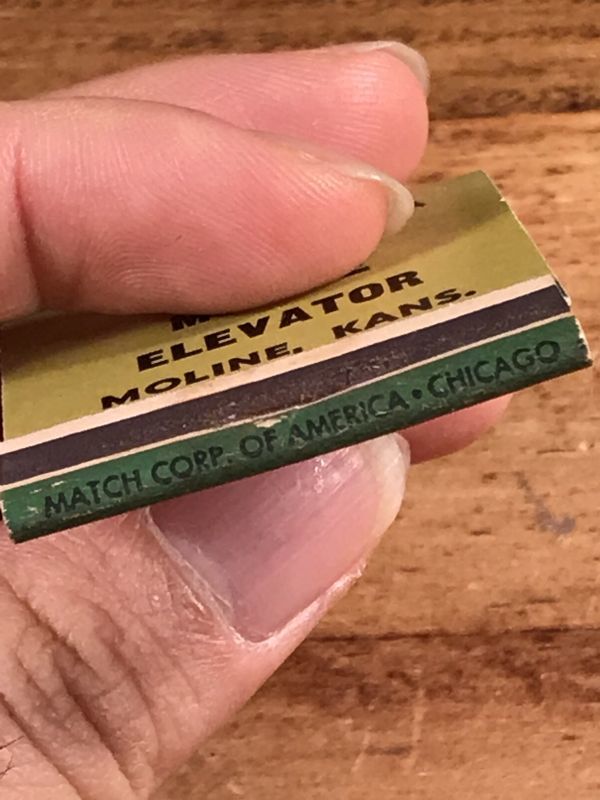 ELEVATOR
MOLINE, KANS.
MATCH CORP. OF AMERICA • CHICAGO